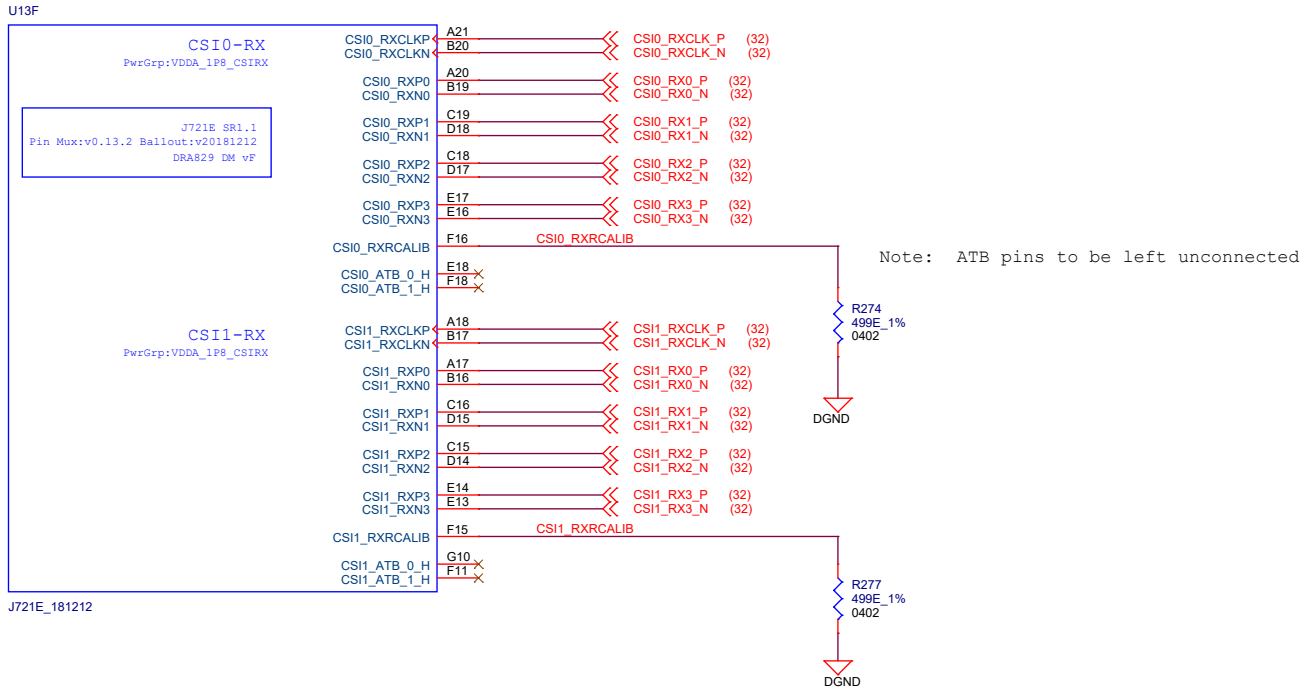 U13F
CSI0-RX
PwrGrp:VDDA_1P8_CSIRX
J721E SR1.1
Pin Mux:v0.13.2 Ballout:v20181212
DRA829 DM vF
CSI0_RXCLKP A21 CSI0_RXCLK_P (32)
CSI0_RXCLKN B20 CSI0_RXCLK_N (32)
CSI0_RXP0 A20 CSI0_RX0_P (32)
CSI0_RXN0 B19 CSI0_RX0_N (32)
CSI0_RXP1 C19 CSI0_RX1_P (32)
CSI0_RXN1 D18 CSI0_RX1_N (32)
CSI0_RXP2 C18 CSI0_RX2_P (32)
CSI0_RXN2 D17 CSI0_RX2_N (32)
CSI0_RXP3 E17 CSI0_RX3_P (32)
CSI0_RXN3 E16 CSI0_RX3_N (32)
CSI0_RXRCALIB F16 CSI0_RXRCALIB
Note: ATB pins to be left unconnected
CSI0_ATB_0_H E18
CSI0_ATB_1_H F18
R274
499E_1%
0402
DGND
CSI1-RX
PwrGrp:VDDA_1P8_CSIRX
CSI1_RXCLKP A18 CSI1_RXCLK_P (32)
CSI1_RXCLKN B17 CSI1_RXCLK_N (32)
CSI1_RXP0 A17 CSI1_RX0_P (32)
CSI1_RXN0 B16 CSI1_RX0_N (32)
CSI1_RXP1 C16 CSI1_RX1_P (32)
CSI1_RXN1 D15 CSI1_RX1_N (32)
CSI1_RXP2 C15 CSI1_RX2_P (32)
CSI1_RXN2 D14 CSI1_RX2_N (32)
CSI1_RXP3 E14 CSI1_RX3_P (32)
CSI1_RXN3 E13 CSI1_RX3_N (32)
CSI1_RXRCALIB F15 CSI1_RXRCALIB
CSI1_ATB_0_H G10
CSI1_ATB_1_H F11
R277
499E_1%
0402
DGND
J721E_181212